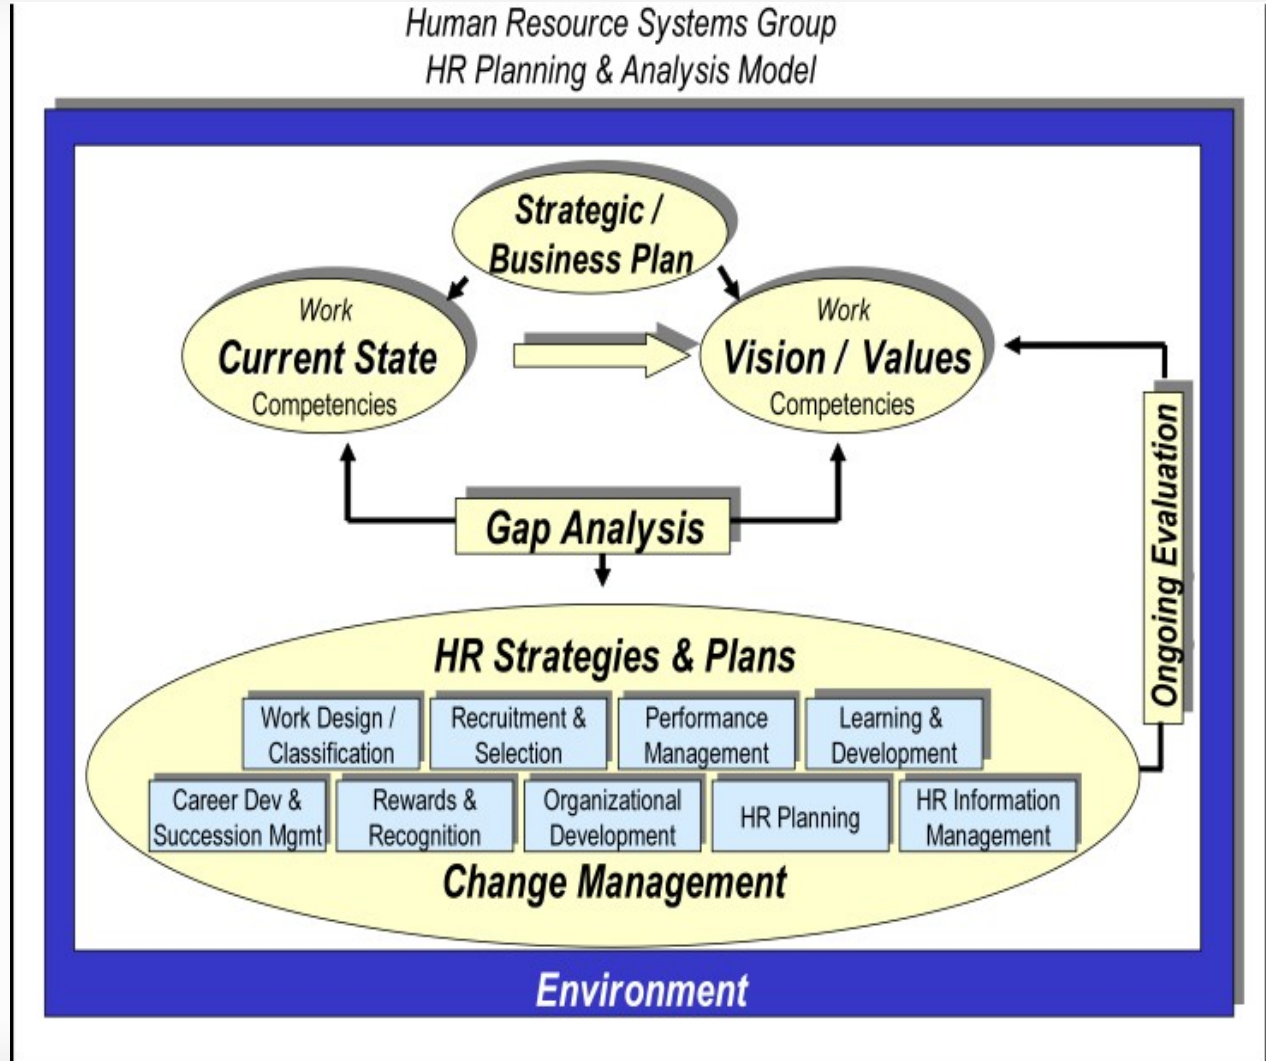 Human Resource Systems Group
HR Planning & Analysis Model
Strategic /
Business Plan
Work
Current State
Competencies
Work
Vision / Values
Competencies
Gap Analysis
Ongoing Evaluation
HR Strategies & Plans
Work Design /
Classification
Recruitment &
Selection
Performance
Management
Learning &
Development
Career Dev &
Succession Mgmt
Rewards &
Recognition
Organizational
Development
HR Planning
HR Information
Management
Change Management
Environment